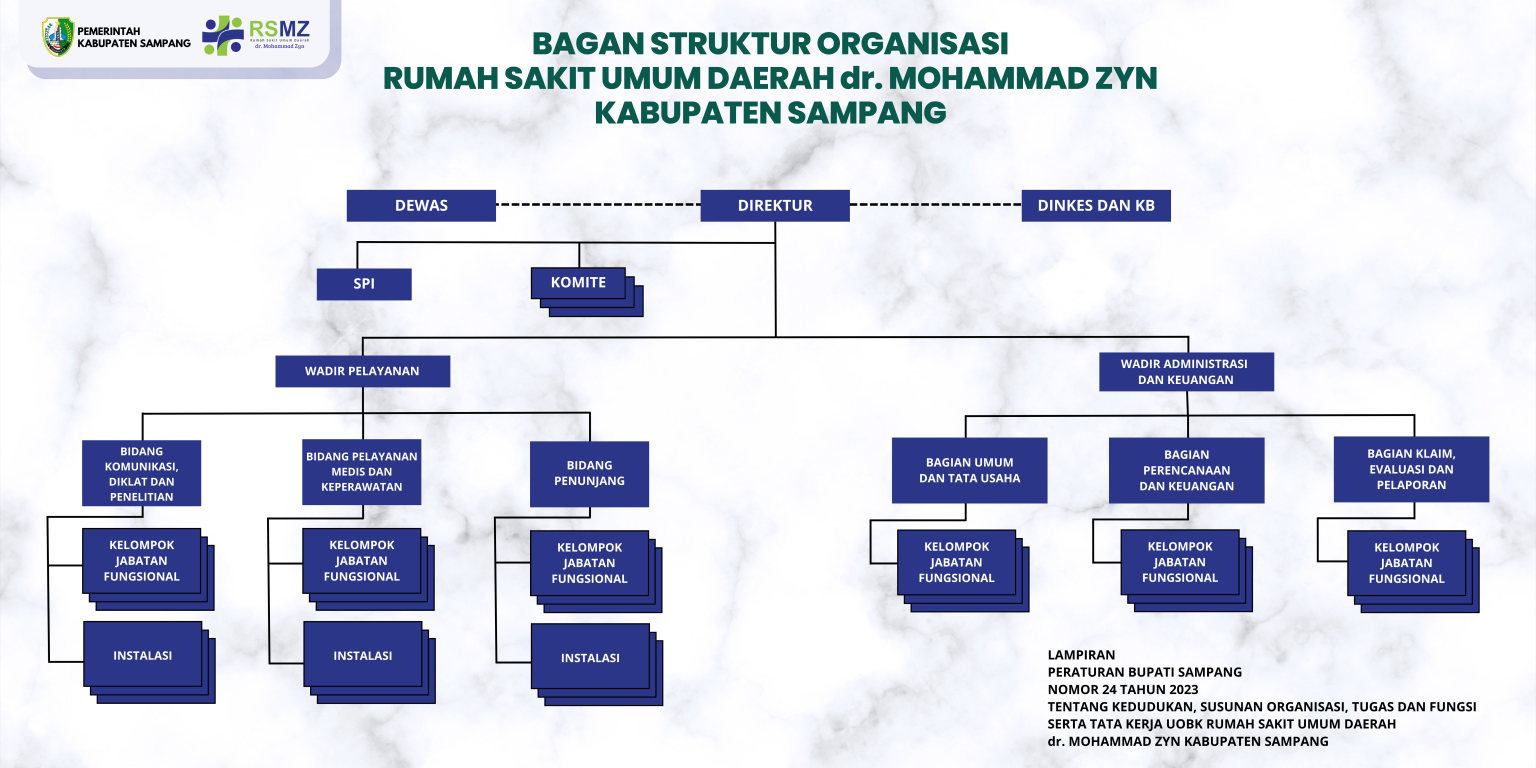 PEMERINTAH
KABUPATEN SAMPANG
RSMZ
Rumah Sakit Umum Daerah
dr. Mohammad Zyn
BAGAN STRUKTUR ORGANISASI
RUMAH SAKIT UMUM DAERAH dr. MOHAMMAD ZYN
KABUPATEN SAMPANG
DEWAS
DIREKTUR
DINKES DAN KB
SPI
KOMITE
WADIR PELAYANAN
WADIR ADMINISTRASI
DAN KEUANGAN
BIDANG
KOMUNIKASI,
DIKLAT DAN
PENELITIAN
BIDANG PELAYANAN
MEDIS DAN
KEPERAWATAN
BIDANG
PENUNJANG
BAGIAN UMUM
DAN TATA USAHA
BAGIAN
PERENCANAAN
DAN KEUANGAN
BAGIAN KLAIM,
EVALUASI DAN
PELAPORAN
KELOMPOK
JABATAN
FUNGSIONAL
KELOMPOK
JABATAN
FUNGSIONAL
KELOMPOK
JABATAN
FUNGSIONAL
KELOMPOK
JABATAN
FUNGSIONAL
KELOMPOK
JABATAN
FUNGSIONAL
KELOMPOK
JABATAN
FUNGSIONAL
INSTALASI
INSTALASI
INSTALASI
LAMPIRAN
PERATURAN BUPATI SAMPANG
NOMOR 24 TAHUN 2023
TENTANG KEDUDUKAN, SUSUNAN ORGANISASI, TUGAS DAN FUNGSI
SERTA TATA KERJA UOBK RUMAH SAKIT UMUM DAERAH
dr. MOHAMMAD ZYN KABUPATEN SAMPANG